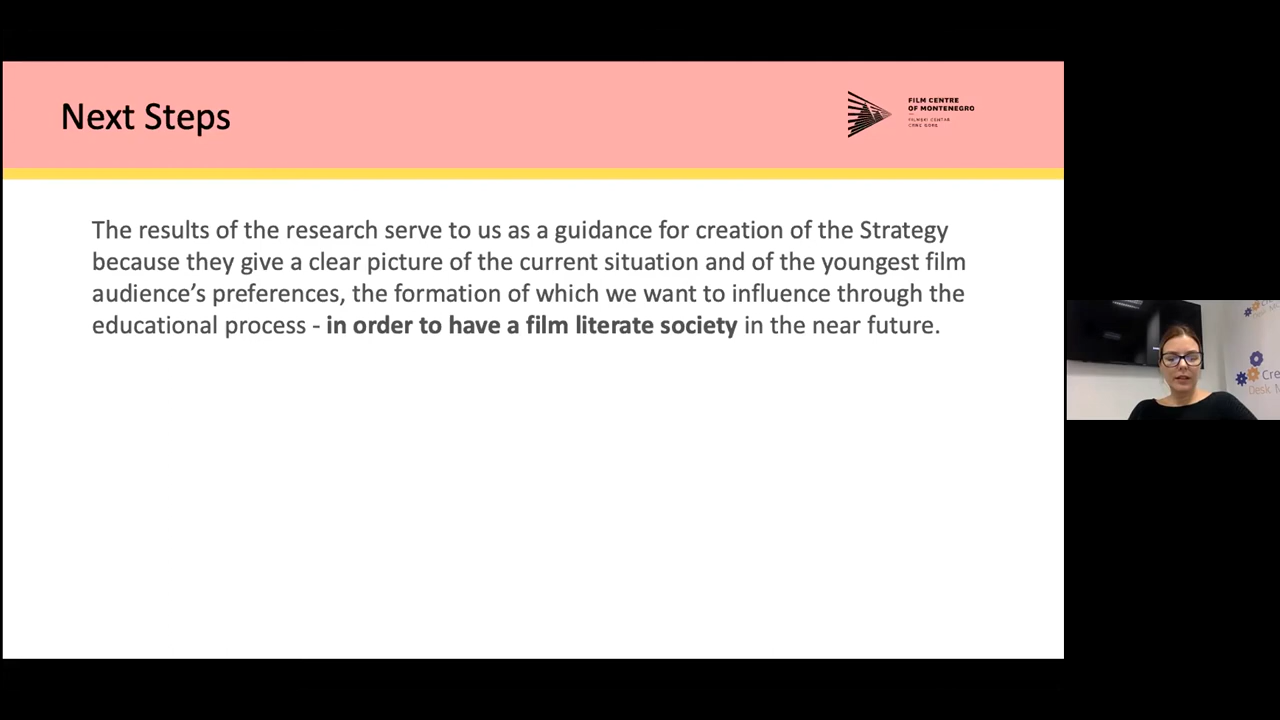 Next Steps
FILM CENTRE
OF MONTENEGRO
FILMSKI CENTAR
CRNE GORE
The results of the research serve to us as a guidance for creation of the Strategy
because they give a clear picture of the current situation and of the youngest film
audience’s preferences, the formation of which we want to influence through the
educational process - in order to have a film literate society in the near future.
Cre
Desk M